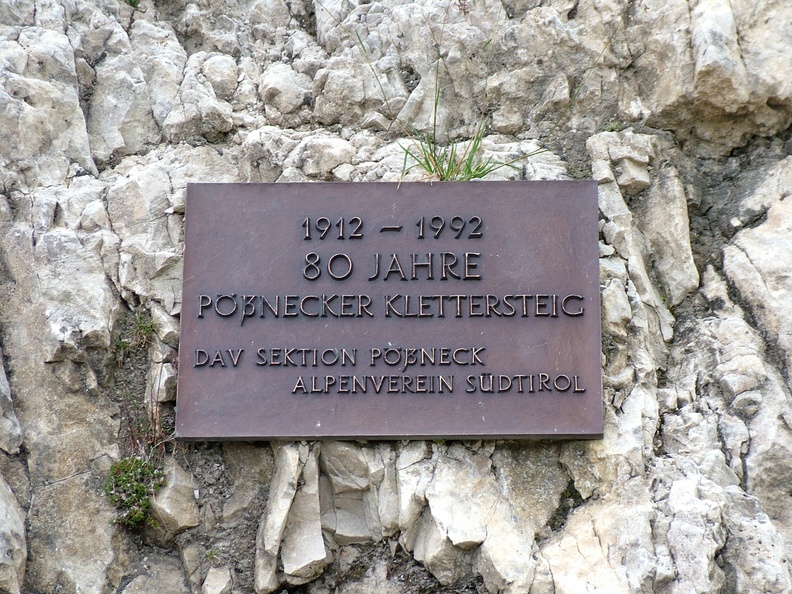 1912 – 1992
80 JAHRE
PÖßNECKER KLETTERSTEIG
DAV SEKTION PÖßNECK
ALPENVEREIN SÜDTIROL